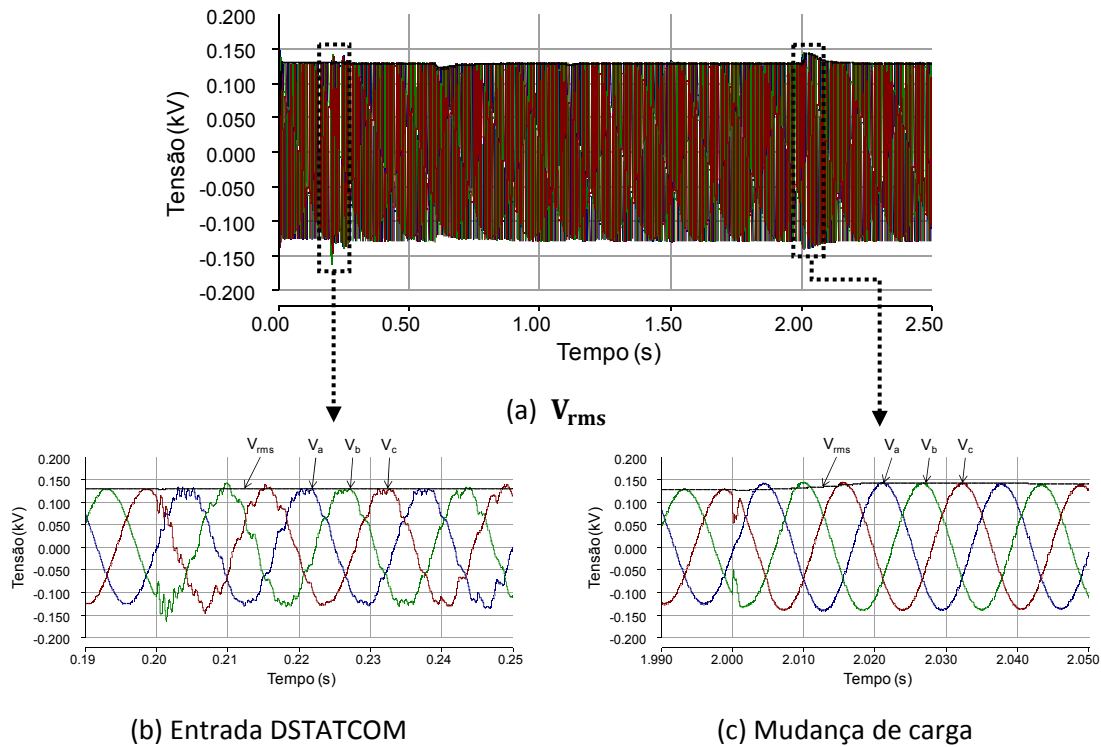 0.200
0.150
0.100
0.050
0.000
-0.050
-0.100
-0.150
-0.200
Tensão (kV)
0.00 0.50 1.00 1.50 2.00 2.50
Tempo (s)
(a) Vrms
Vrms Va Vb Vc
0.200
0.150
0.100
0.050
0.000
-0.050
-0.100
-0.150
-0.200
Tensão (kV)
0.19 0.20 0.21 0.22 0.23 0.24 0.25
Tempo (s)
(b) Entrada DSTATCOM
Vrms Va Vb Vc
0.200
0.150
0.100
0.050
0.000
-0.050
-0.100
-0.150
-0.200
Tensão (kV)
1.990 2.000 2.010 2.020 2.030 2.040 2.050
Tempo (s)
(c) Mudança de carga